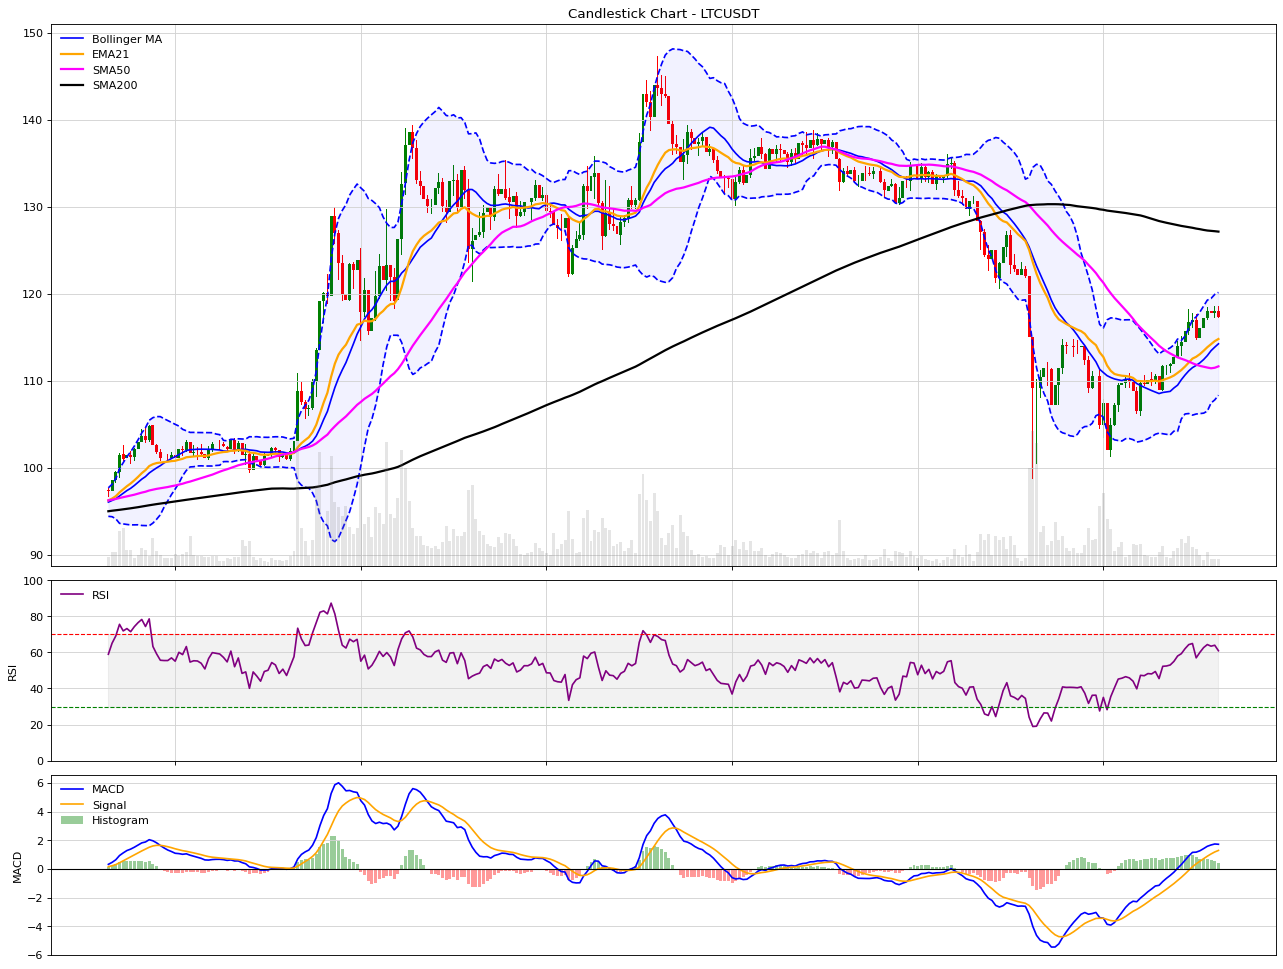 Candlestick Chart - LTCUSDT
150
140
130
120
110
100
90
Bollinger MA
EMA21
SMA50
SMA200
100
80
60
40
20
0
RSI
RSI
6
4
2
0
−2
−4
−6
MACD
MACD
Signal
Histogram